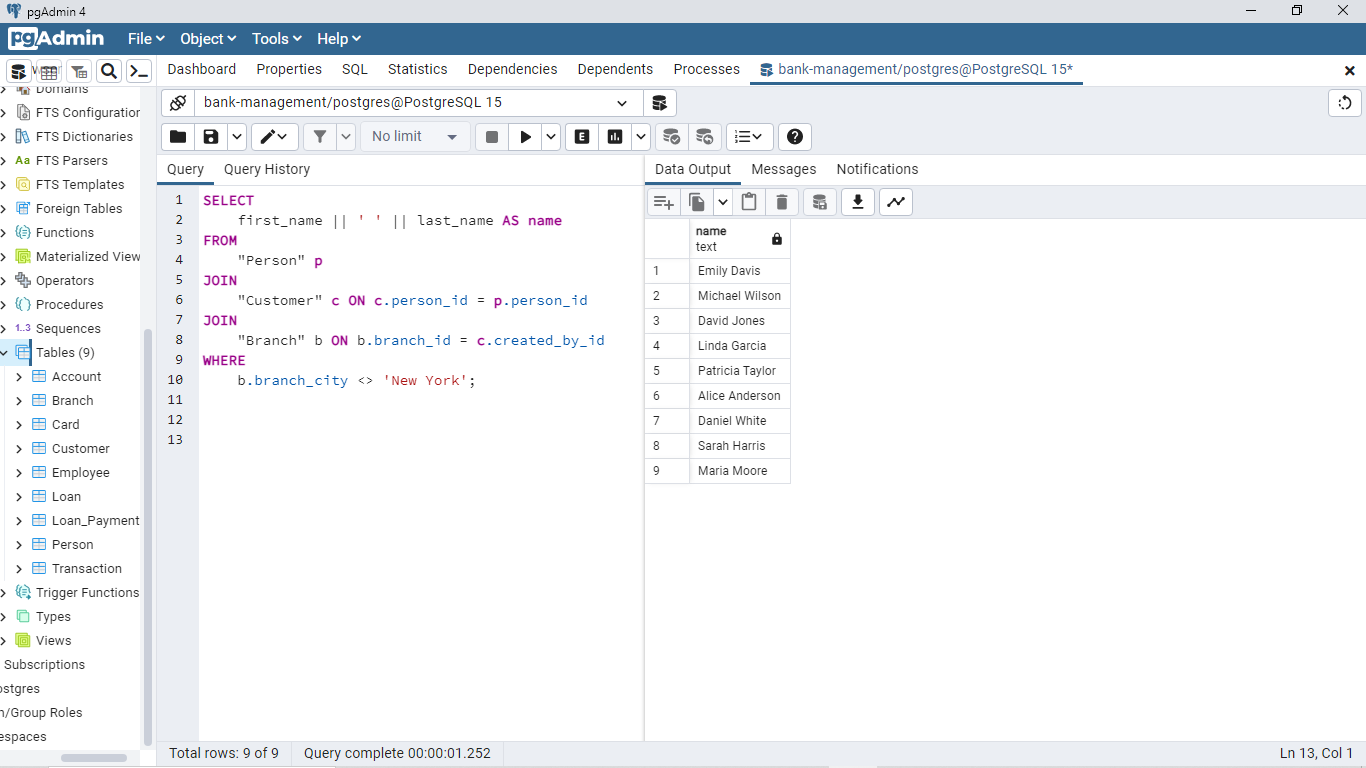 pgAdmin 4
pgAdmin File Object Tools Help
Dashboard Properties SQL Statistics Dependencies Dependents Processes bank-management/postgres@PostgreSQL 15*
bank-management/postgres@PostgreSQL 15
No limit
E
Domains
FTS Configuration
FTS Dictionaries
Aa FTS Parsers
FTS Templates
Foreign Tables
Functions
Materialized View
Operators
Procedures
1..3 Sequences
Tables (9)
Account
Branch
Card
Customer
Employee
Loan
Loan_Payment
Person
Transaction
Trigger Functions
Types
Views
Subscriptions
ostgres
n/Group Roles
espaces
Query Query History
1 SELECT
2 first_name || ' ' || last_name AS name
3 FROM
4 "Person" p
5 JOIN
6 "Customer" c ON c.person_id = p.person_id
7 JOIN
8 "Branch" b ON b.branch_id = c.created_by_id
9 WHERE
10 b.branch_city <> 'New York';
11
12
13
Data Output Messages Notifications
name
text
1 Emily Davis
2 Michael Wilson
3 David Jones
4 Linda Garcia
5 Patricia Taylor
6 Alice Anderson
7 Daniel White
8 Sarah Harris
9 Maria Moore
Total rows: 9 of 9 Query complete 00:00:01.252 Ln 13, Col 1